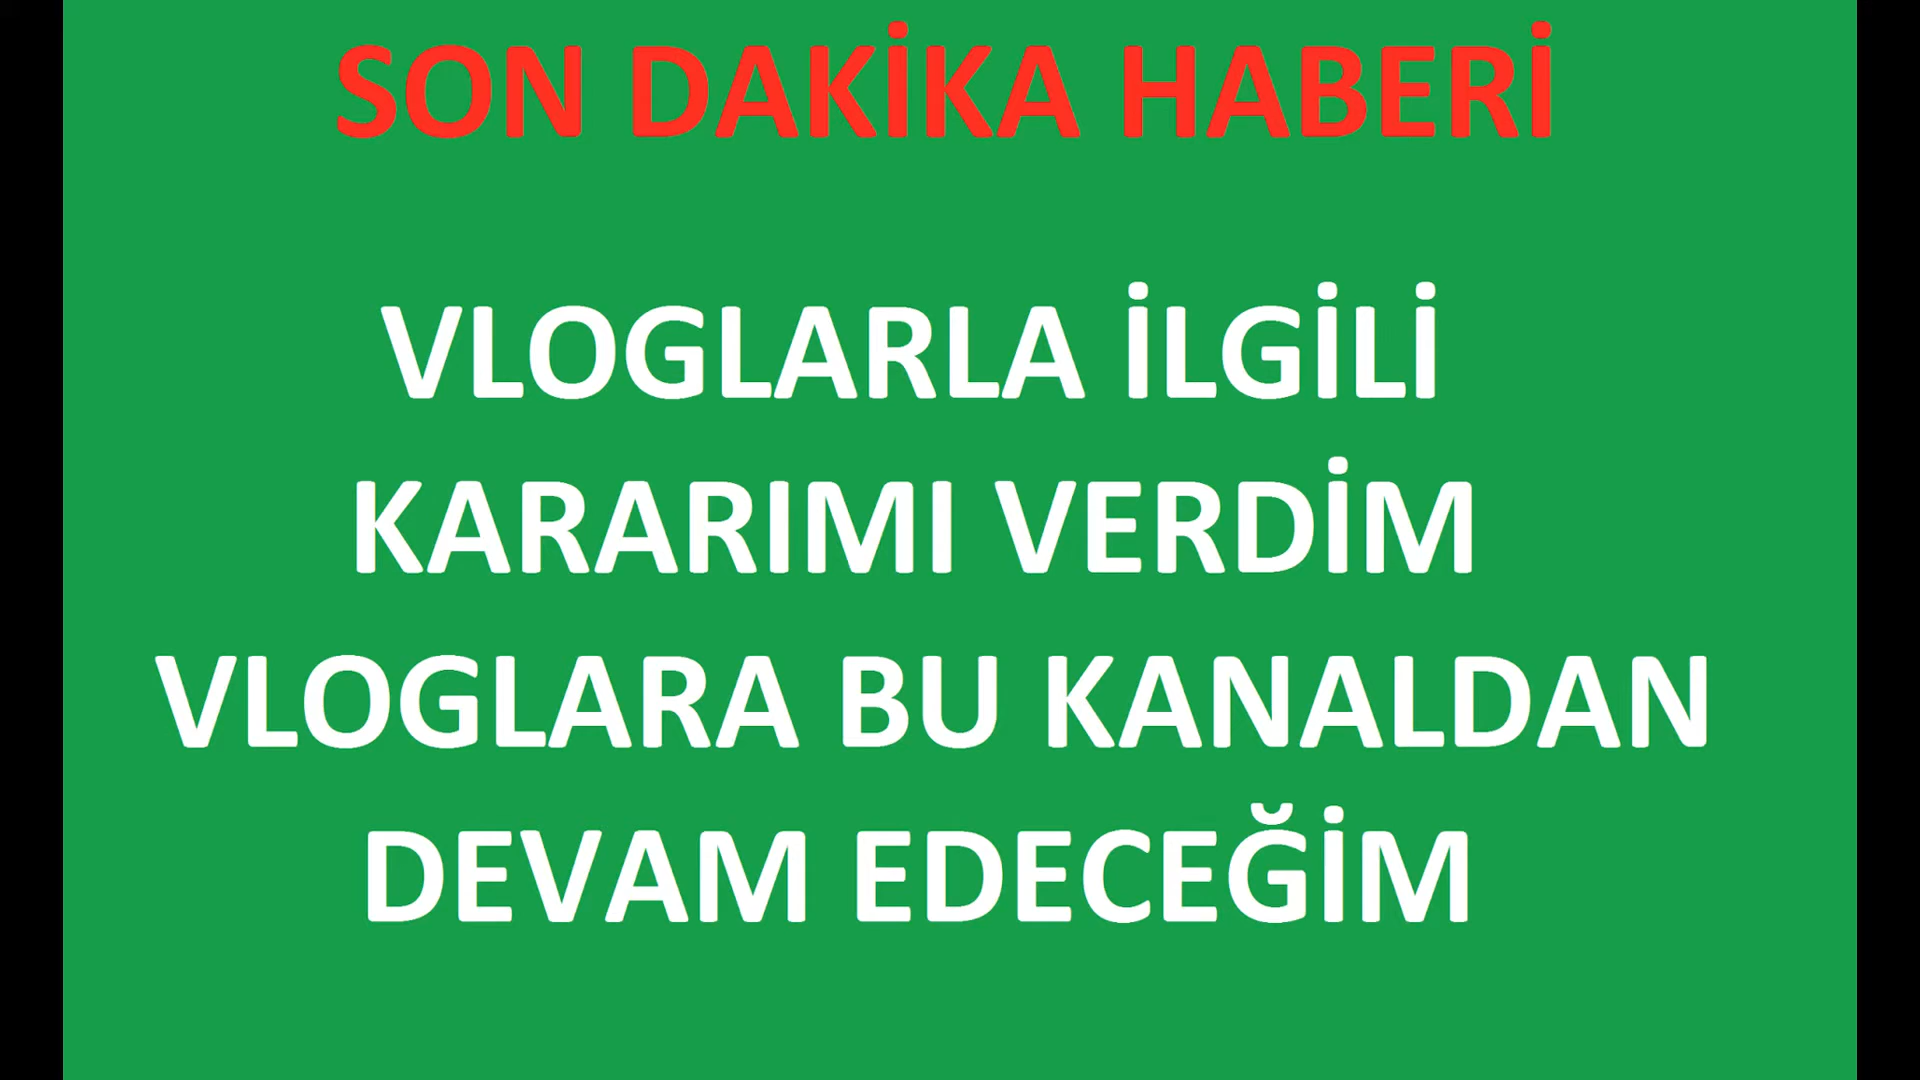 SON DAKİKA HABERİ
VLOGLARLA İLGİLİ
KARARIMI VERDİM
VLOGLARA BU KANALDAN
DEVAM EDECEĞİM